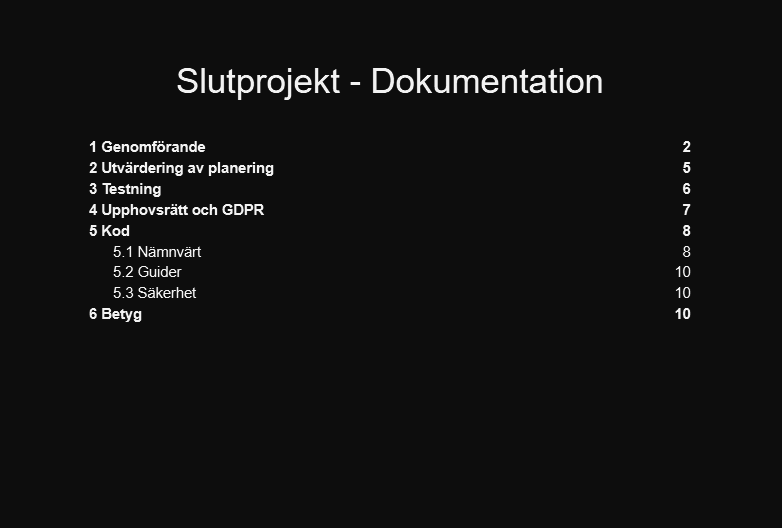 Slutprojekt - Dokumentation
1 Genomförande 2
2 Utvärdering av planering 5
3 Testning 6
4 Upphovsrätt och GDPR 7
5 Kod 8
5.1 Nämnvärt 8
5.2 Guider 10
5.3 Säkerhet 10
6 Betyg 10